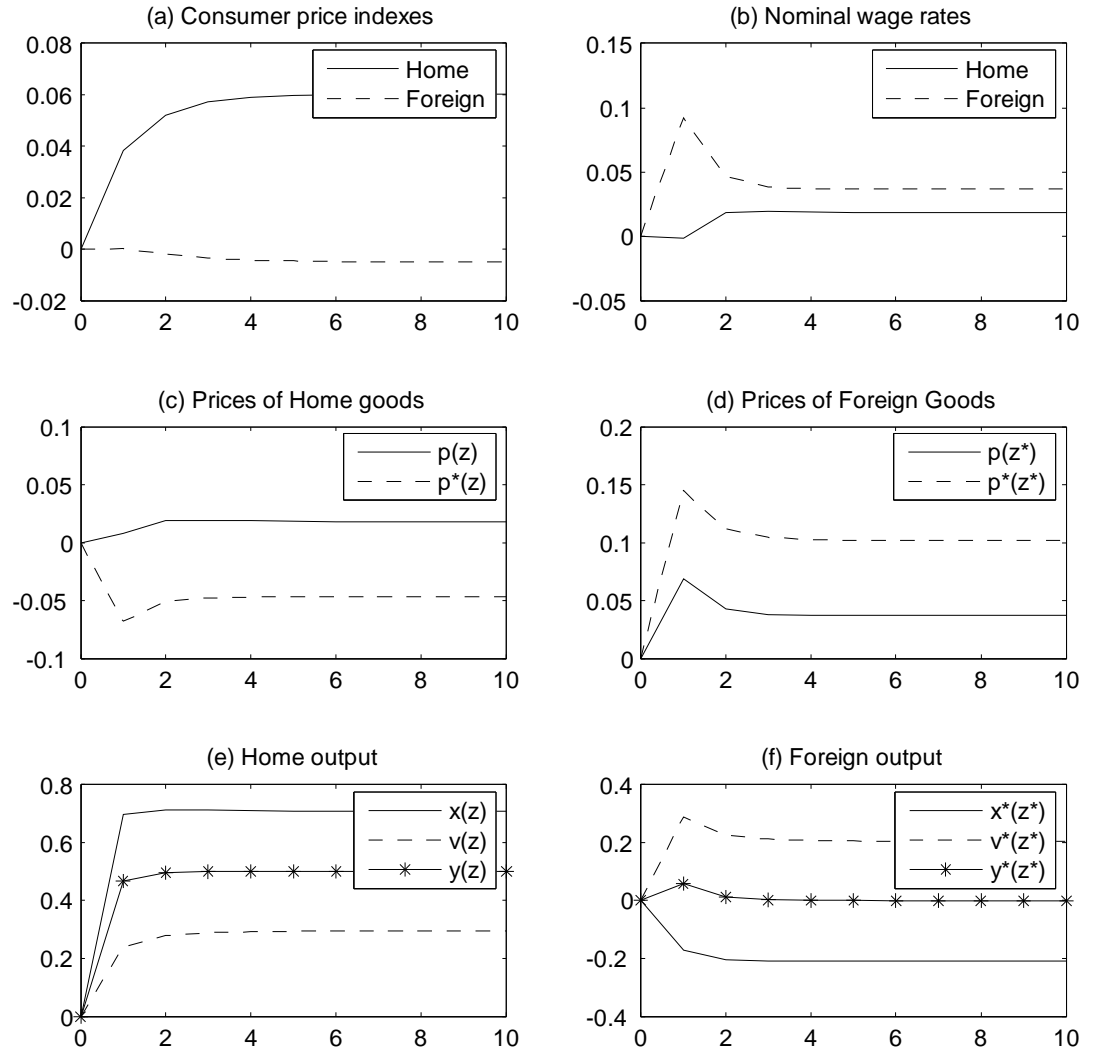 (a) Consumer price indexes
0.08
0.06
0.04
0.02
0
-0.02
0 2 4 6 8 10
Home
Foreign
(b) Nominal wage rates
0.15
0.1
0.05
0
-0.05
0 2 4 6 8 10
Home
Foreign
(c) Prices of Home goods
0.1
0.05
0
-0.05
-0.1
0 2 4 6 8 10
p(z)
p*(z)
(d) Prices of Foreign Goods
0.2
0.15
0.1
0.05
0
0 2 4 6 8 10
p(z*)
p*(z*)
(e) Home output
0.8
0.6
0.4
0.2
0
0 2 4 6 8 10
x(z)
v(z)
y(z)
(f) Foreign output
0.4
0.2
0
-0.2
-0.4
0 2 4 6 8 10
x*(z*)
v*(z*)
y*(z*)